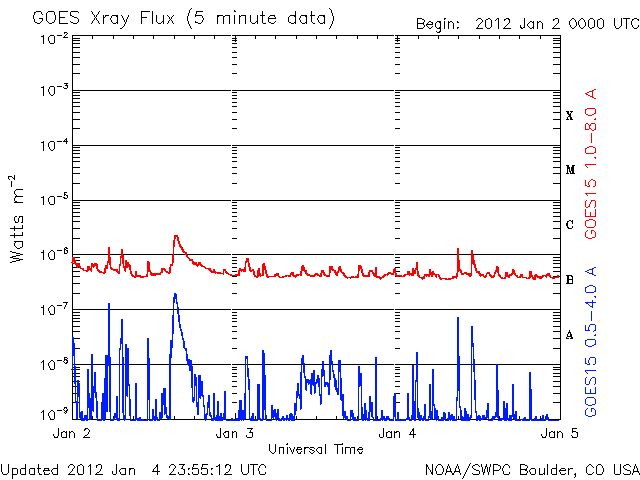 GOES Xray Flux (5 minute data)
Begin: 2012 Jan 2 0000 UTC
10-2
10-3
10-4
10-5
10-6
10-7
10-8
10-9
Watts m-2
X
M
C
B
A
GOES15 1.0-8.0 A
GOES15 0.5-4.0 A
Jan 2
Jan 3
Jan 4
Jan 5
Universal Time
Updated 2012 Jan 4 23:55:12 UTC
NOAA/SWPC Boulder, CO USA